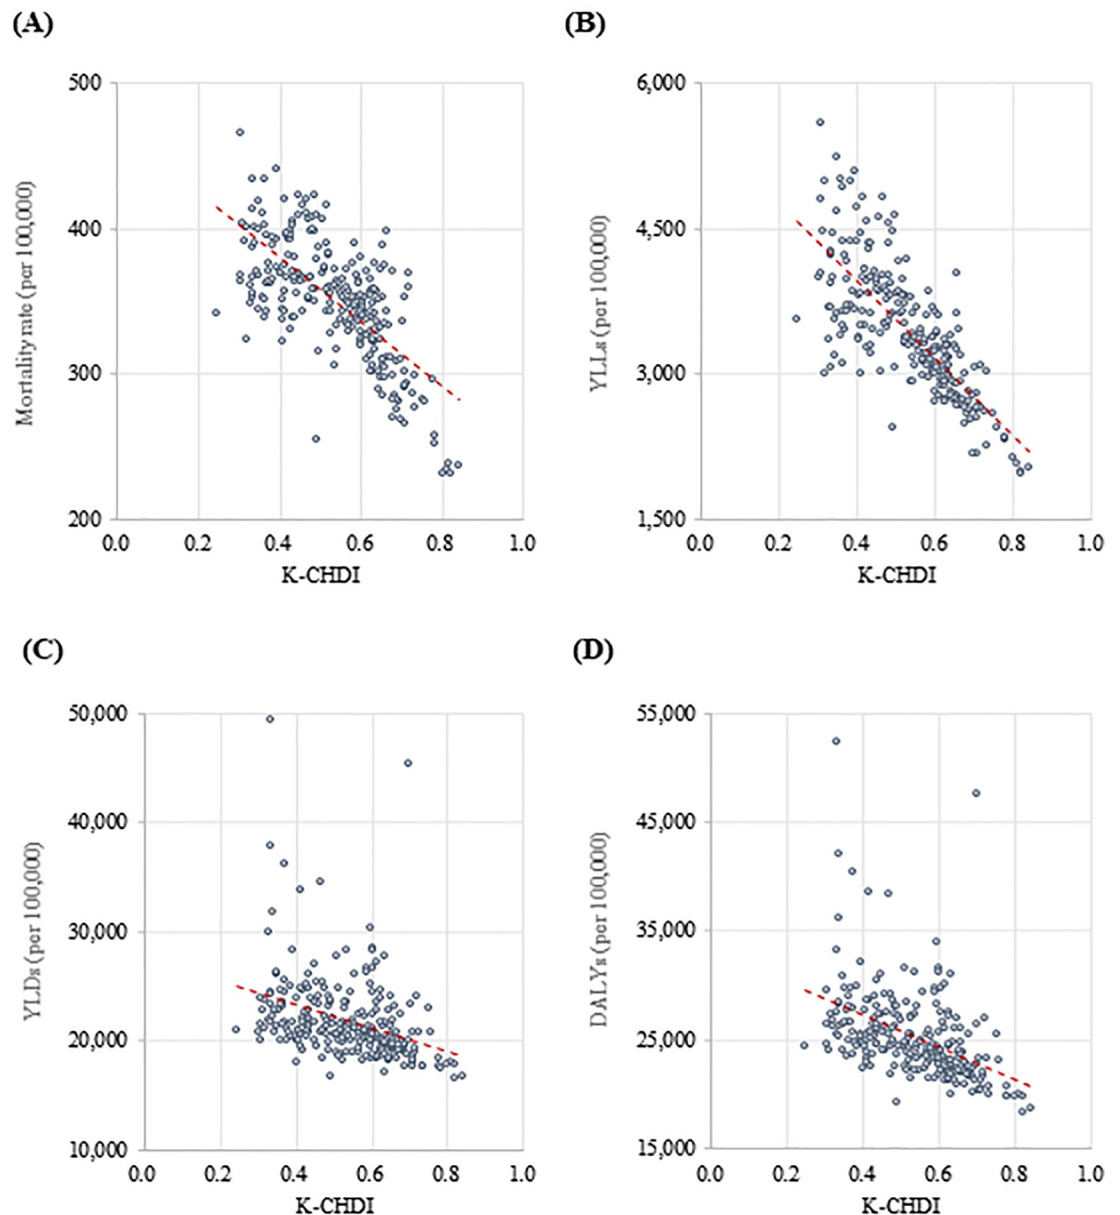 (A)
(B)
500
400
300
200
Mortality rate (per 100,000)
0.0 0.2 0.4 0.6 0.8 1.0
K-CHDI
6,000
4,500
3,000
1,500
YLLs (per 100,000)
0.0 0.2 0.4 0.6 0.8 1.0
K-CHDI
(C)
(D)
50,000
40,000
30,000
20,000
10,000
YLDs (per 100,000)
0.0 0.2 0.4 0.6 0.8 1.0
K-CHDI
55,000
45,000
35,000
25,000
15,000
DALYs (per 100,000)
0.0 0.2 0.4 0.6 0.8 1.0
K-CHDI